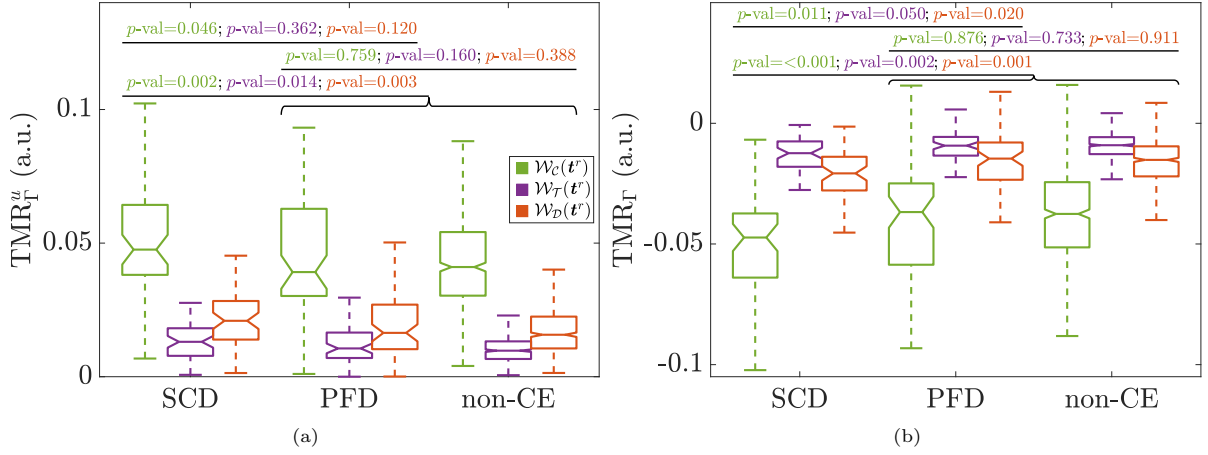 p-val=0.046; p-val=0.362; p-val=0.120
p-val=0.759; p-val=0.160; p-val=0.388
p-val=0.002; p-val=0.014; p-val=0.003
0.1
0.05
0
TMR_Γ^u (a.u.)
𝒲_𝒞(t^r)
𝒲_𝒯(t^r)
𝒲_𝒟(t^r)
SCD PFD non-CE
(a)
p-val=0.011; p-val=0.050; p-val=0.020
p-val=0.876; p-val=0.733; p-val=0.911
p-val=<0.001; p-val=0.002; p-val=0.001
0
-0.05
-0.1
TMR_Γ (a.u.)
SCD PFD non-CE
(b)